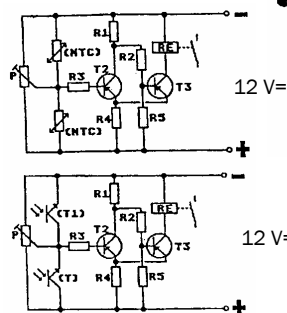 R1
RE
(NTC)
R2
P
R3
T2
T3
12 V=
(NTC)
R4
R5
+
R1
(T1)
R2
RE
P
R3
T2
T3
12 V=
(T)
R4
R5
+